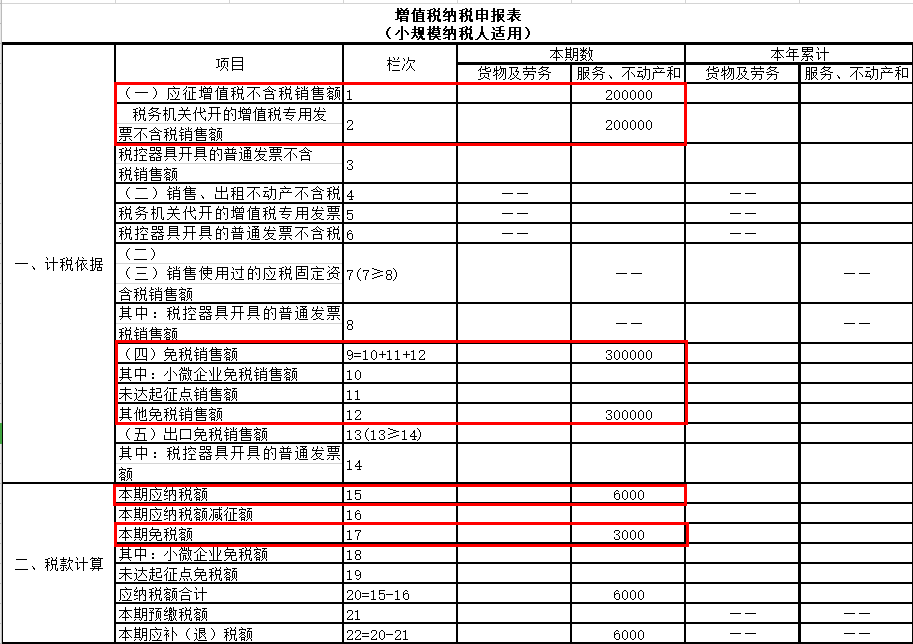 增值税纳税申报表
（小规模纳税人适用）
项目 栏次 本期数 本年累计
货物及劳务 服务、不动产和 货物及劳务 服务、不动产和
一、计税依据
（一）应征增值税不含税销售额 1 200000
税务机关代开的增值税专用发
票不含税销售额 2 200000
税控器具开具的普通发票不含
税销售额 3
（二）销售、出租不动产不含税 4 —— ——
税务机关代开的增值税专用发票 5 —— ——
税控器具开具的普通发票不含税 6 —— ——
（二）
（三）销售使用过的应税固定资 7(7≥8) —— ——
含税销售额
其中：税控器具开具的普通发票
税销售额 8 —— ——
（四）免税销售额 9=10+11+12 300000
其中：小微企业免税销售额 10
未达起征点销售额 11
其他免税销售额 12 300000
（五）出口免税销售额 13(13≥14)
其中：税控器具开具的普通发票
额 14
二、税款计算
本期应纳税额 15 6000
本期应纳税额减征额 16
本期免税额 17 3000
其中：小微企业免税额 18
未达起征点免税额 19
应纳税额合计 20=15-16 6000
本期预缴税额 21 —— ——
本期应补（退）税额 22=20-21 6000 —— ——